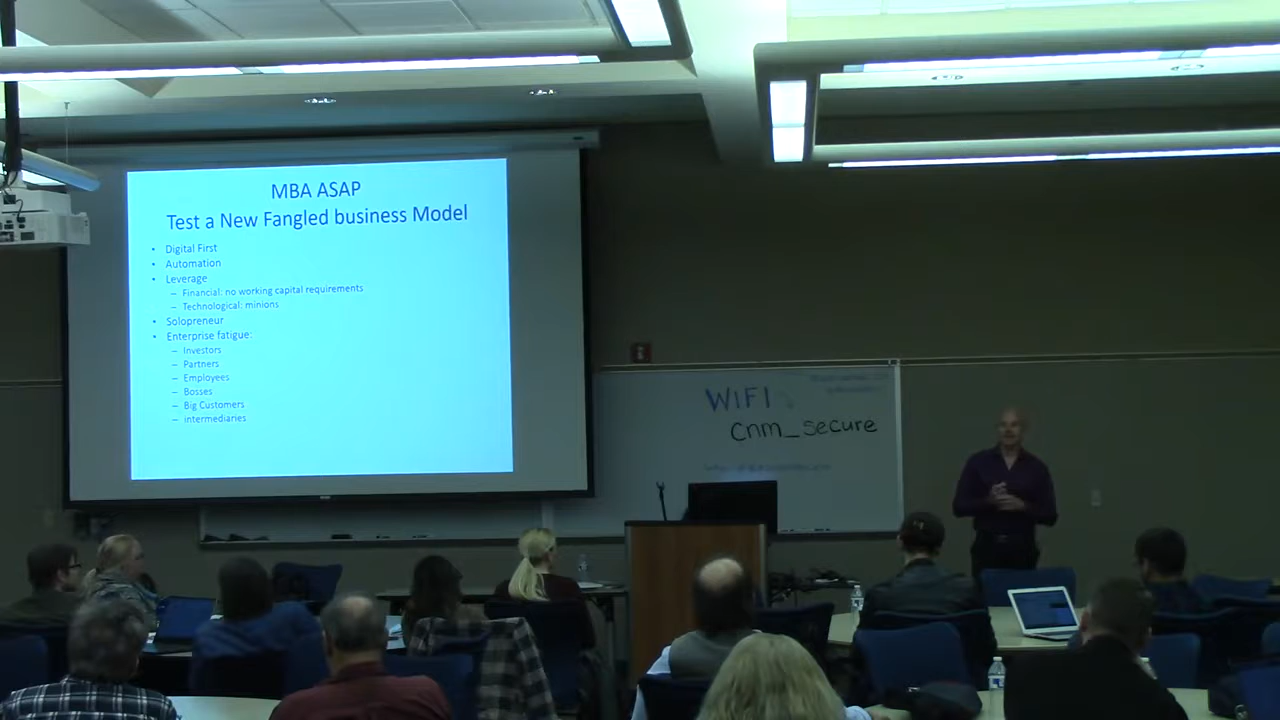 MBA ASAP
Test a New Fangled business Model
• Digital First
• Automation
• Leverage
– Financial: no working capital requirements
– Technological: minions
• Solopreneur
• Enterprise fatigue:
– Investors
– Partners
– Employees
– Bosses
– Big Customers
– intermediaries
WIFI
Cnm_secure